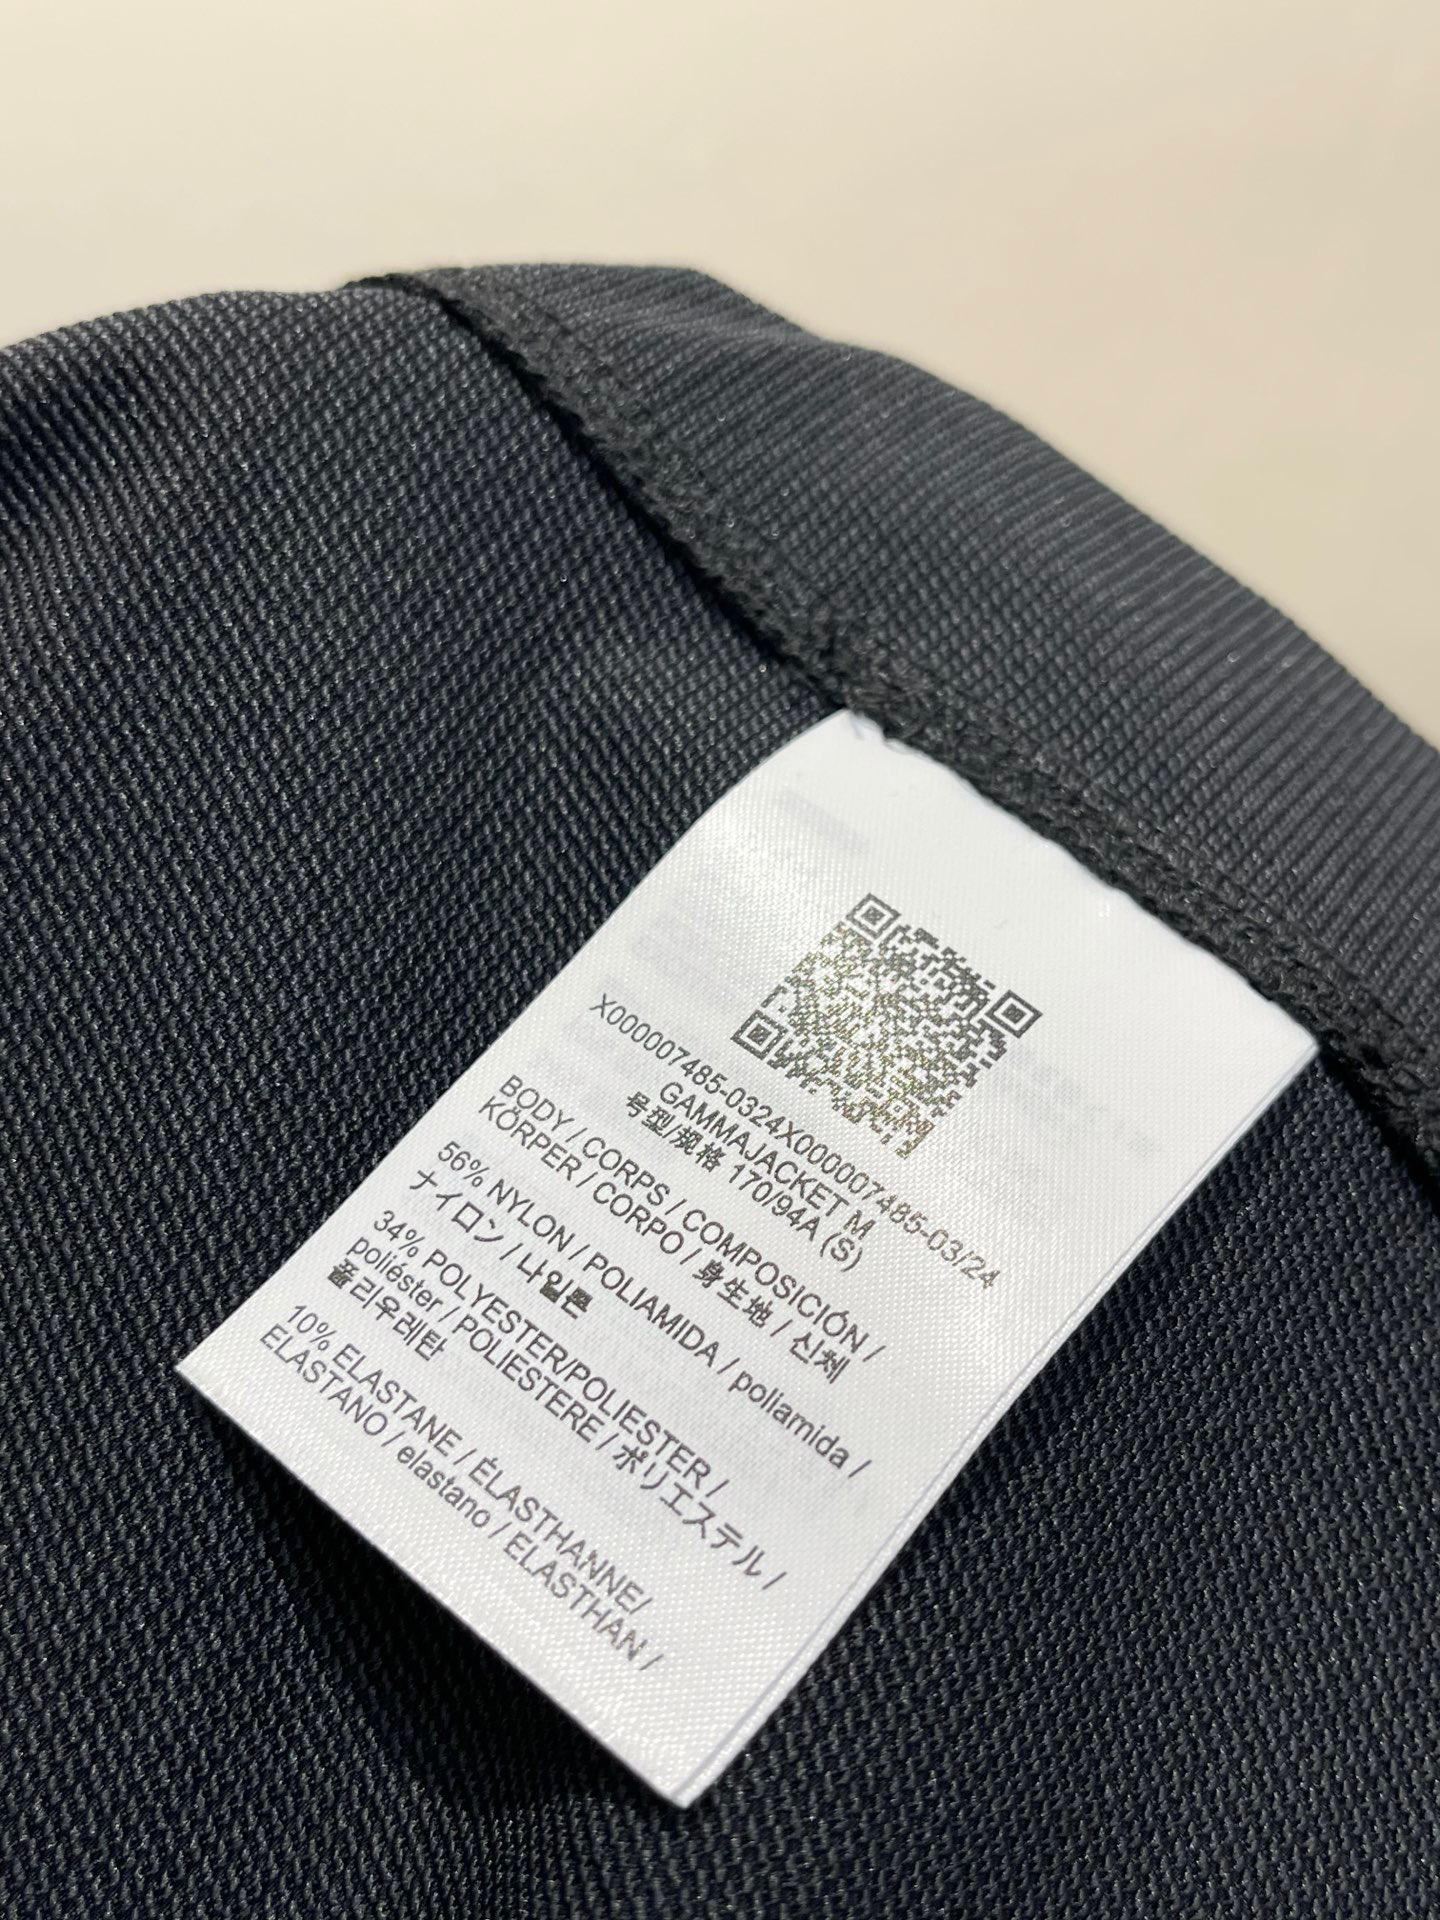 X000007485-0324X000007485-03/24
GAMMAJACKET M
号型/规格 170/94A (S)
BODY / CORPS / COMPOSICIÓN /
KÖRPER / CORPO / 身生地 / 신체
56% NYLON / POLIAMIDA / poliamida /
ナイロン / 나일론
34% POLYESTER/POLIESTER /
poliéster / POLIESTERE / ポリエステル /
폴리우레탄
10% ELASTANE / ÉLASTHANNE/
ELASTANO / elastano / ELASTHAN /